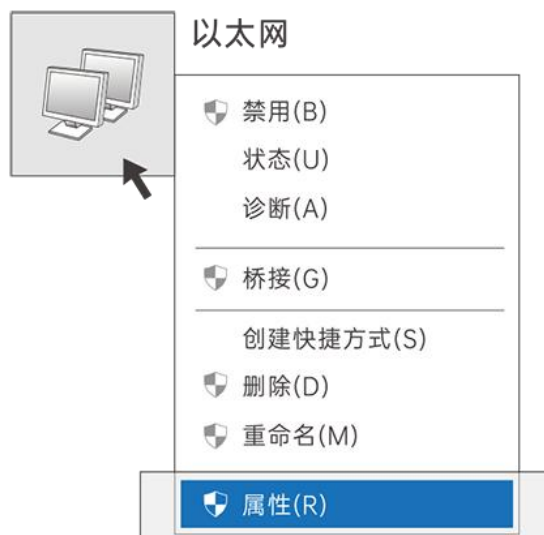 以太网
禁用(B)
状态(U)
诊断(A)
桥接(G)
创建快捷方式(S)
删除(D)
重命名(M)
属性(R)